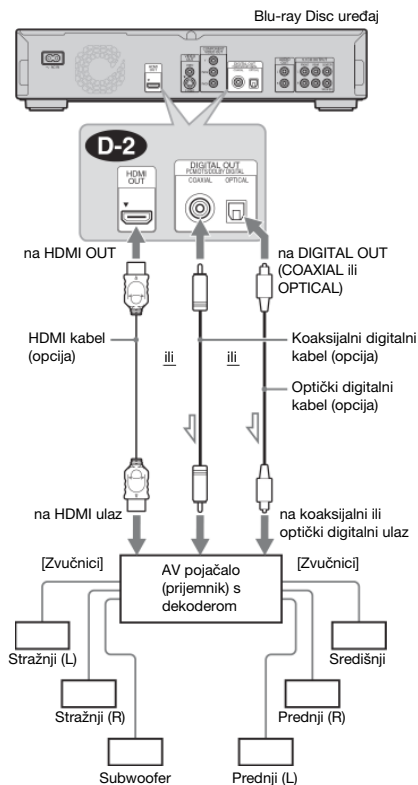 Blu-ray Disc uređaj
D-2
HDMI
OUT
DIGITAL OUT
PCM/DTS/DOLBY DIGITAL
COAXIAL OPTICAL
na HDMI OUT
na DIGITAL OUT
(COAXIAL ili
OPTICAL)
HDMI kabel
(opcija)
ili
ili
Koaksijalni digitalni
kabel (opcija)
Optički digitalni
kabel (opcija)
na HDMI ulaz
na koaksijalni ili
optički digitalni ulaz
[Zvučnici]
AV pojačalo
(prijemnik) s
dekoderom
[Zvučnici]
Stražnji (L)
Središnji
Stražnji (R)
Prednji (R)
Subwoofer
Prednji (L)